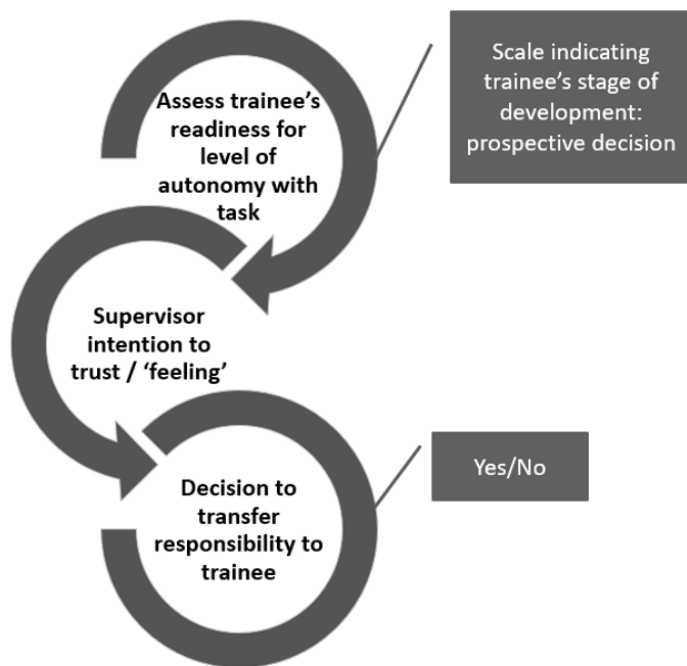 Assess trainee’s
readiness for
level of
autonomy with
task
Scale indicating
trainee’s stage of
development:
prospective decision
Supervisor
intention to
trust / ‘feeling’
Decision to
transfer
responsibility to
trainee
Yes/No